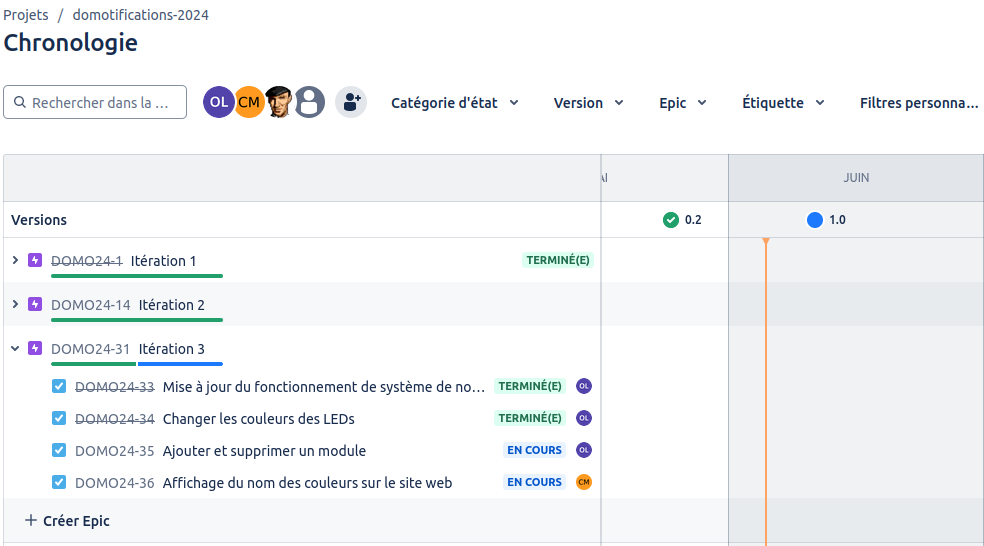 Projets / domotifications-2024
Chronologie
Rechercher dans la ...
OL CM
Catégorie d'état
Version
Epic
Étiquette
Filtres personna...
AI
JUIN
Versions
0.2
1.0
DOMO24-1 Itération 1 TERMINÉ(E)
DOMO24-14 Itération 2
DOMO24-31 Itération 3
DOMO24-33 Mise à jour du fonctionnement de système de no... TERMINÉ(E) OL
DOMO24-34 Changer les couleurs des LEDs TERMINÉ(E) OL
DOMO24-35 Ajouter et supprimer un module EN COURS OL
DOMO24-36 Affichage du nom des couleurs sur le site web EN COURS CM
+ Créer Epic